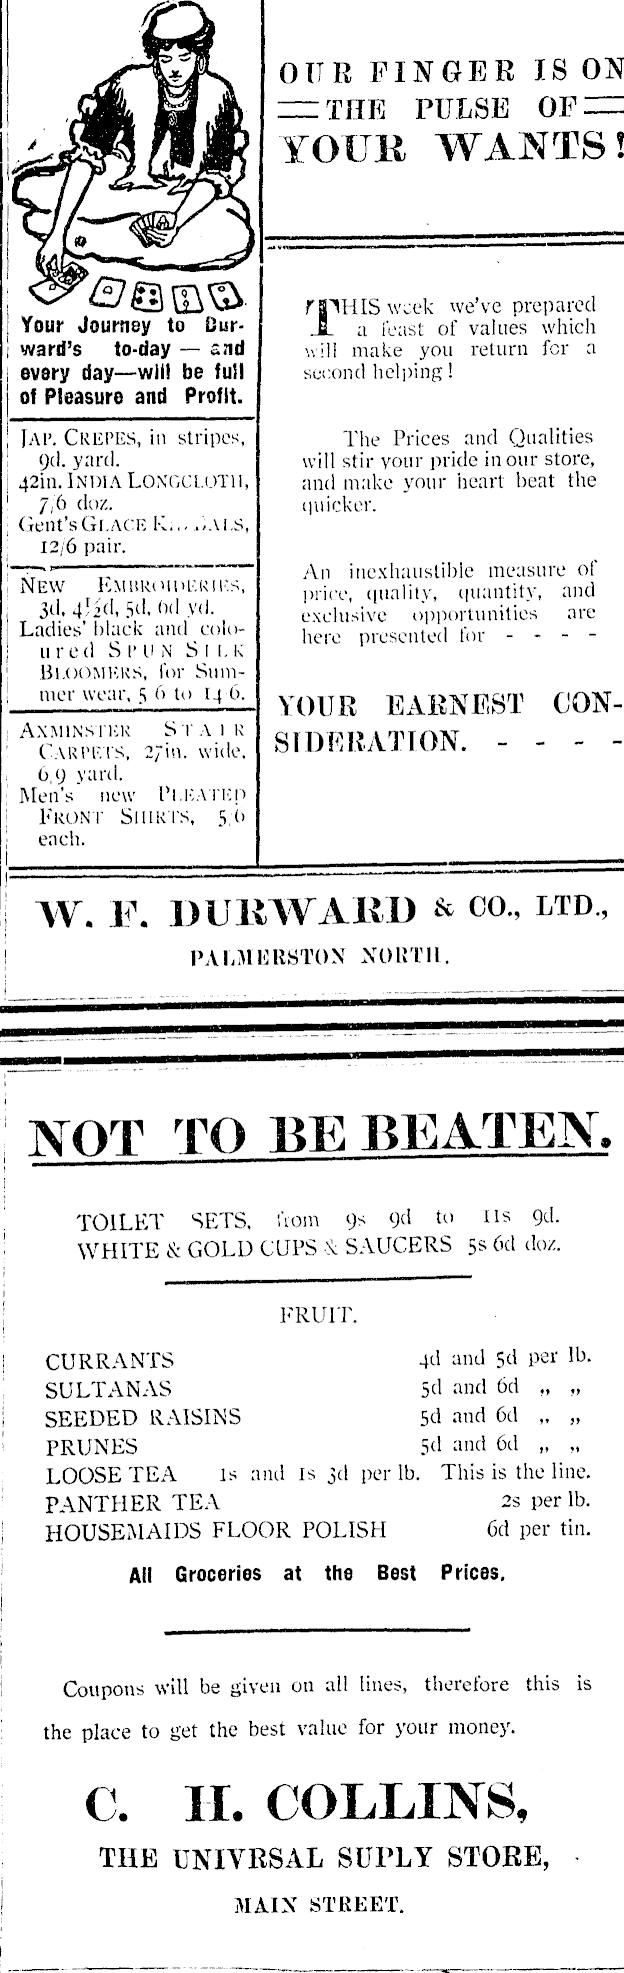 OUR FINGER IS ON
THE PULSE OF
YOUR WANTS!
Your Journey to Dur-
ward's to-day — and
every day—will be full
of Pleasure and Profit.
JAP. CREPES, in stripes,
9d. yard.
42in. INDIA LONGCLOTH,
7/6 doz.
Gent's GLACE
12/6 pair.
NEW EMBROIDERIES,
3d, 4½d, 5d, 6d yd.
Ladies' black and colo-
ured SPUN SILK
BLOOMERS, for Sum-
mer wear, 5 6 to 14 6.
AXMINSTER STAIR
CARPETS, 27in. wide,
6/9 yard.
Men's new PLEATED
FRONT SHIRTS, 5/6
each.
THIS week we've prepared
a feast of values which
will make you return for a
second helping!
The Prices and Qualities
will stir your pride in our store,
and make your heart beat the
quicker.
An inexhaustible measure of
price, quality, quantity, and
exclusive opportunities are
here presented for - - - -
YOUR EARNEST CON-
SIDERATION. - - - -
W. F. DURWARD & CO., LTD.,
PALMERSTON NORTH.
NOT TO BE BEATEN.
TOILET SETS, from 9s 9d to 11s 9d.
WHITE & GOLD CUPS & SAUCERS 5s 6d doz.
FRUIT.
CURRANTS 4d and 5d per lb.
SULTANAS 5d and 6d „ „
SEEDED RAISINS 5d and 6d „ „
PRUNES 5d and 6d „ „
LOOSE TEA 1s and 1s 3d per lb. This is the line.
PANTHER TEA 2s per lb.
HOUSEMAIDS FLOOR POLISH 6d per tin.
All Groceries at the Best Prices.
Coupons will be given on all lines, therefore this is
the place to get the best value for your money.
C. H. COLLINS,
THE UNIVRSAL SUPLY STORE,
MAIN STREET.